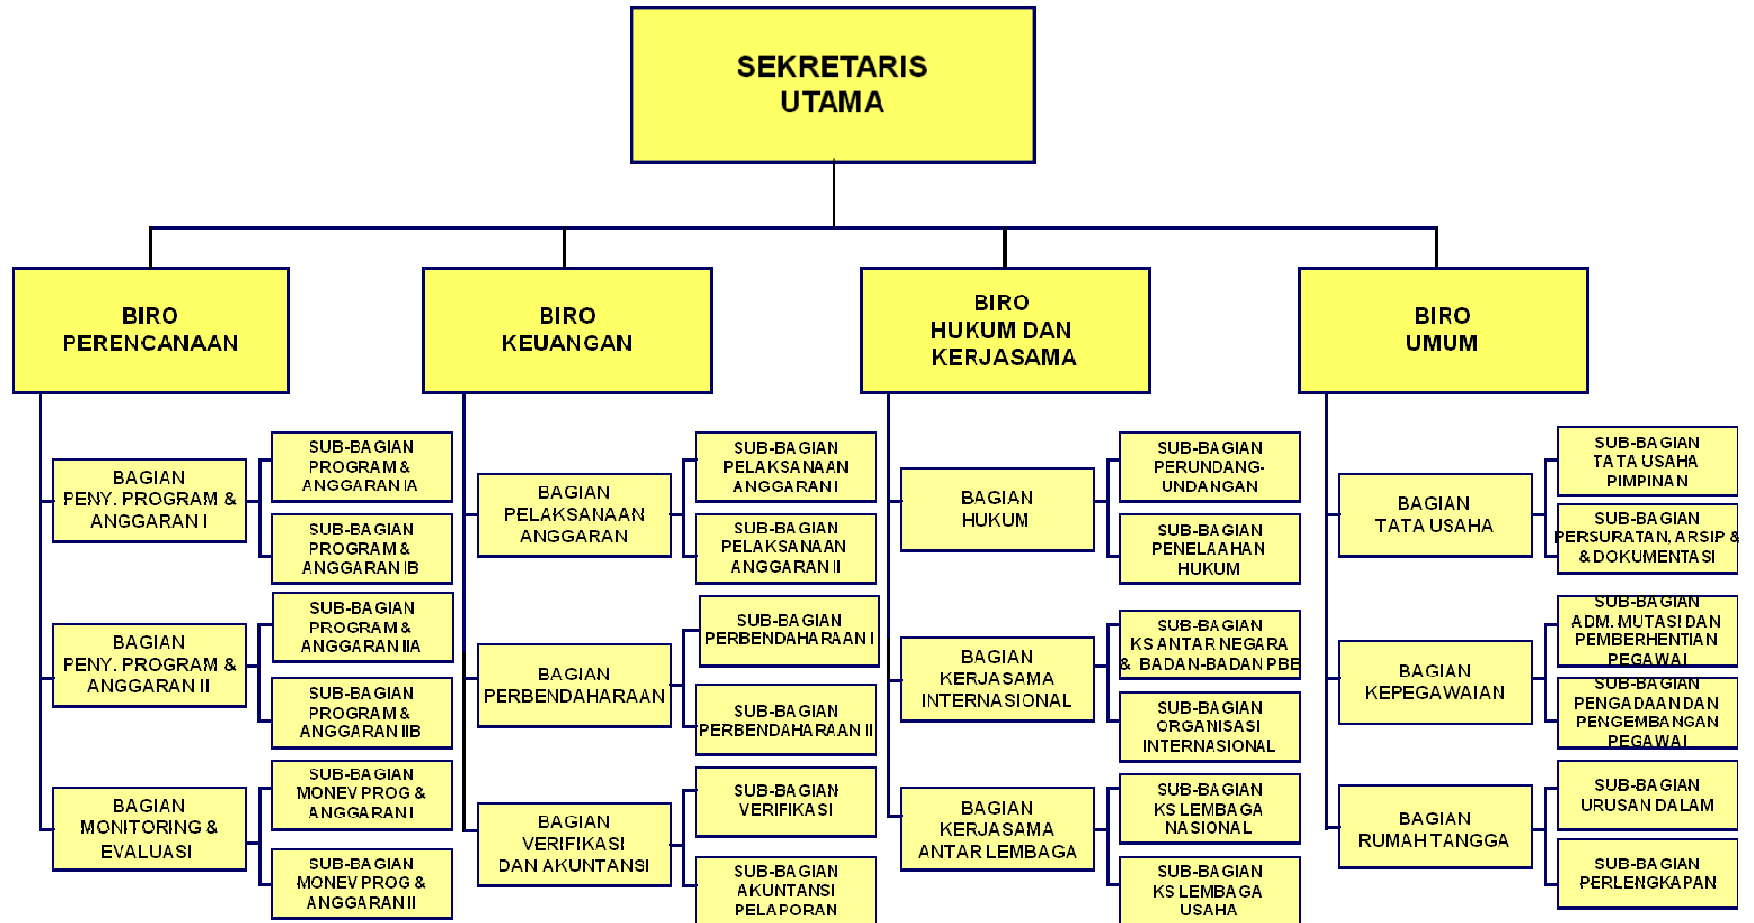 SEKRETARIS
UTAMA
BIRO
PERENCANAAN
BIRO
KEUANGAN
BIRO
HUKUM DAN
KERJASAMA
BIRO
UMUM
BAGIAN
PENY. PROGRAM &
ANGGARAN I
SUB-BAGIAN
PROGRAM &
ANGGARAN IA
SUB-BAGIAN
PROGRAM &
ANGGARAN IB
BAGIAN
PENY. PROGRAM &
ANGGARAN II
SUB-BAGIAN
PROGRAM &
ANGGARAN IIA
SUB-BAGIAN
PROGRAM &
ANGGARAN IIB
BAGIAN
MONITORING &
EVALUASI
SUB-BAGIAN
MONEV PROG &
ANGGARAN I
SUB-BAGIAN
MONEV PROG &
ANGGARAN II
BAGIAN
PELAKSANAAN
ANGGARAN
SUB-BAGIAN
PELAKSANAAN
ANGGARAN I
SUB-BAGIAN
PELAKSANAAN
ANGGARAN II
BAGIAN
PERBENDAHARAAN
SUB-BAGIAN
PERBENDAHARAAN I
SUB-BAGIAN
PERBENDAHARAAN II
BAGIAN
VERIFIKASI
DAN AKUNTANSI
SUB-BAGIAN
VERIFIKASI
SUB-BAGIAN
AKUNTANSI
PELAPORAN
BAGIAN
HUKUM
SUB-BAGIAN
PERUNDANG-
UNDANGAN
SUB-BAGIAN
PENELAAHAN
HUKUM
BAGIAN
KERJASAMA
INTERNASIONAL
SUB-BAGIAN
KS ANTAR NEGARA
& BADAN-BADAN PBB
SUB-BAGIAN
ORGANISASI
INTERNASIONAL
BAGIAN
KERJASAMA
ANTAR LEMBAGA
SUB-BAGIAN
KS LEMBAGA
NASIONAL
SUB-BAGIAN
KS LEMBAGA
USAHA
BAGIAN
TATA USAHA
SUB-BAGIAN
TATA USAHA
PIMPINAN
SUB-BAGIAN
PERSURATAN, ARSIP &
& DOKUMENTASI
BAGIAN
KEPEGAWAIAN
SUB-BAGIAN
ADM. MUTASI DAN
PEMBERHENTIAN
PEGAWAI
SUB-BAGIAN
PENGADAAN DAN
PENGEMBANGAN
PEGAWAI
BAGIAN
RUMAH TANGGA
SUB-BAGIAN
URUSAN DALAM
SUB-BAGIAN
PERLENGKAPAN